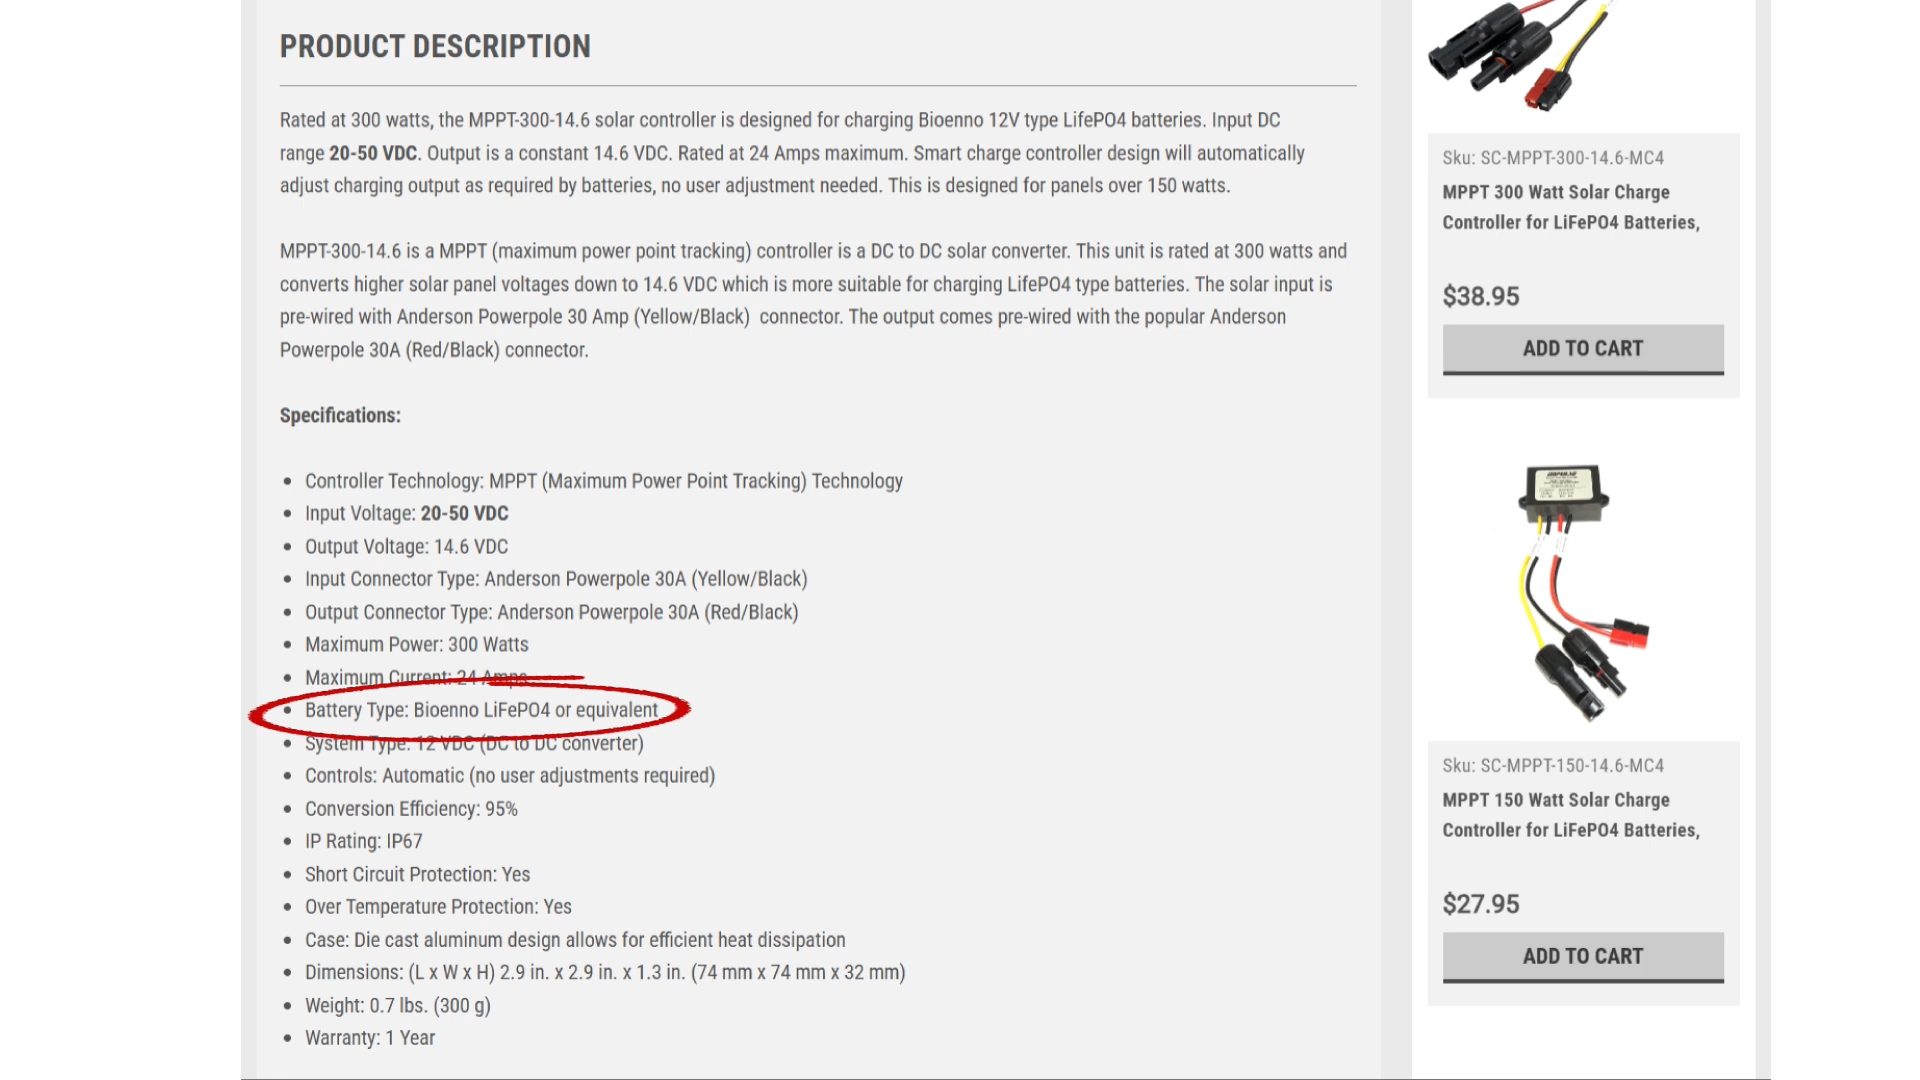 PRODUCT DESCRIPTION
Rated at 300 watts, the MPPT-300-14.6 solar controller is designed for charging Bioenno 12V type LifePO4 batteries. Input DC
range 20-50 VDC. Output is a constant 14.6 VDC. Rated at 24 Amps maximum. Smart charge controller design will automatically
adjust charging output as required by batteries, no user adjustment needed. This is designed for panels over 150 watts.
MPPT-300-14.6 is a MPPT (maximum power point tracking) controller is a DC to DC solar converter. This unit is rated at 300 watts and
converts higher solar panel voltages down to 14.6 VDC which is more suitable for charging LifePO4 type batteries. The solar input is
pre-wired with Anderson Powerpole 30 Amp (Yellow/Black) connector. The output comes pre-wired with the popular Anderson
Powerpole 30A (Red/Black) connector.
Specifications:
• Controller Technology: MPPT (Maximum Power Point Tracking) Technology
• Input Voltage: 20-50 VDC
• Output Voltage: 14.6 VDC
• Input Connector Type: Anderson Powerpole 30A (Yellow/Black)
• Output Connector Type: Anderson Powerpole 30A (Red/Black)
• Maximum Power: 300 Watts
• Maximum Current: 24 Amps
• Battery Type: Bioenno LiFePO4 or equivalent
• System Type: 12 VDC (DC to DC converter)
• Controls: Automatic (no user adjustments required)
• Conversion Efficiency: 95%
• IP Rating: IP67
• Short Circuit Protection: Yes
• Over Temperature Protection: Yes
• Case: Die cast aluminum design allows for efficient heat dissipation
• Dimensions: (L x W x H) 2.9 in. x 2.9 in. x 1.3 in. (74 mm x 74 mm x 32 mm)
• Weight: 0.7 lbs. (300 g)
• Warranty: 1 Year
Sku: SC-MPPT-300-14.6-MC4
MPPT 300 Watt Solar Charge
Controller for LiFePO4 Batteries,
$38.95
ADD TO CART
Sku: SC-MPPT-150-14.6-MC4
MPPT 150 Watt Solar Charge
Controller for LiFePO4 Batteries,
$27.95
ADD TO CART